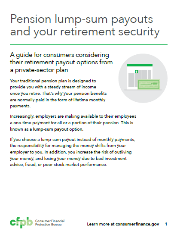 Pension lump-sum payouts
and your retirement security
A guide for consumers considering
their retirement payout options from
a private-sector plan
Your traditional pension plan is designed to
provide you with a steady stream of income
once you retire. That's why your pension benefits
are normally paid in the form of lifetime monthly
payments.
Increasingly, employers are making available to their employees
a one-time payment for all or a portion of their pension. This is
known as a lump-sum payout option.
If you choose a lump-sum payout instead of monthly payments,
the responsibility for managing the money shifts from your
employer to you. In addition, you increase the risk of outliving
your money and losing your money due to bad investment
advice, fraud, or poor stock market performance.
cfpb
Consumer Financial
Protection Bureau
Learn more at consumerfinance.gov
1